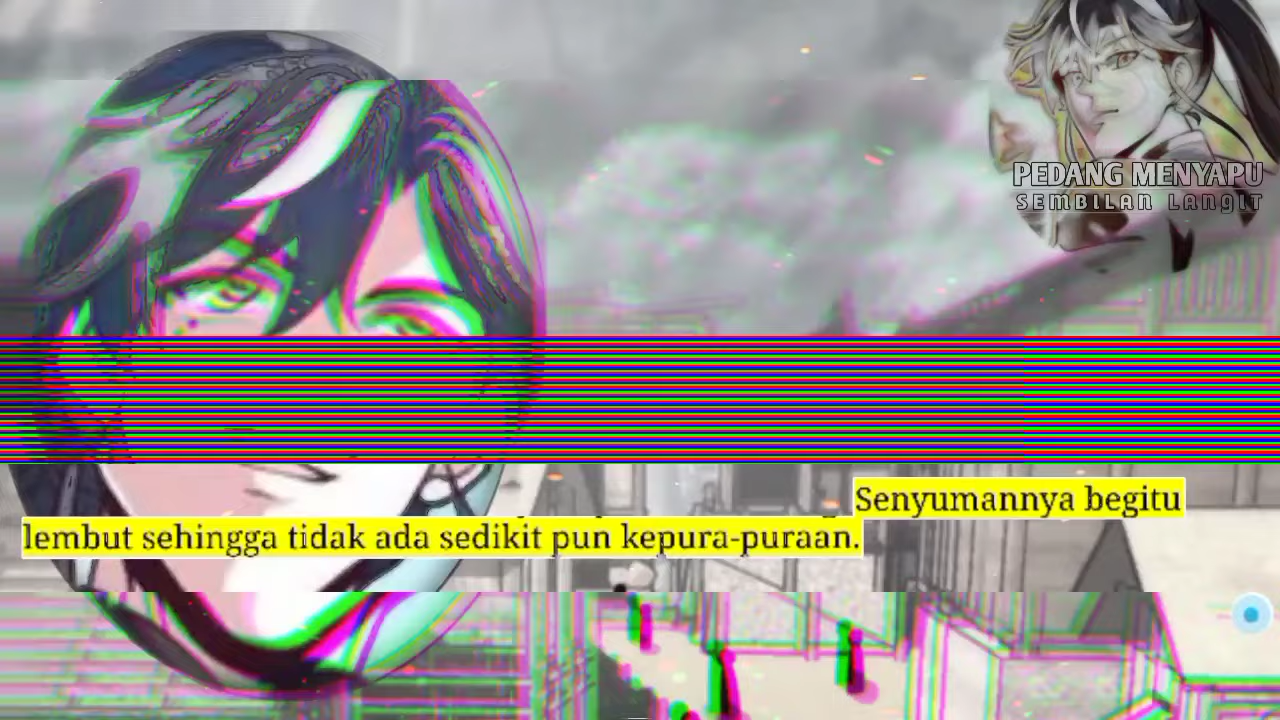 PEDANG MENYAPU
SEMBILAN LANGIT
Senyumannya begitu
lembut sehingga tidak ada sedikit pun kepura-puraan.